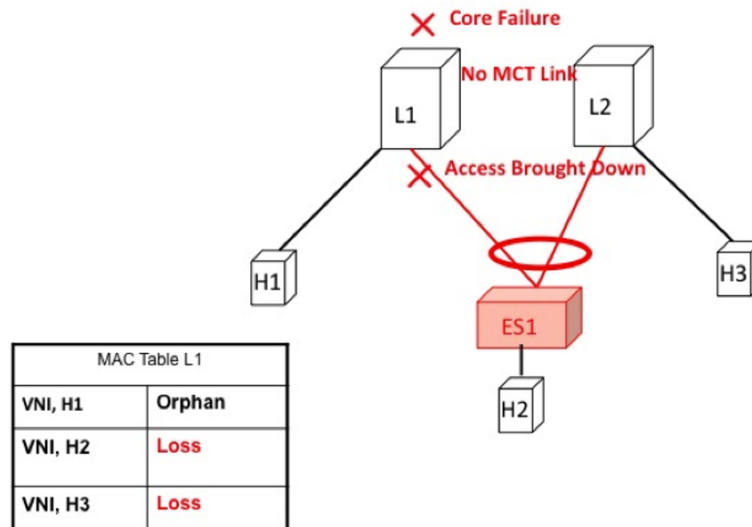 Core Failure
No MCT Link
L1
L2
Access Brought Down
H1
H3
ES1
H2
MAC Table L1
VNI, H1 Orphan
VNI, H2 Loss
VNI, H3 Loss